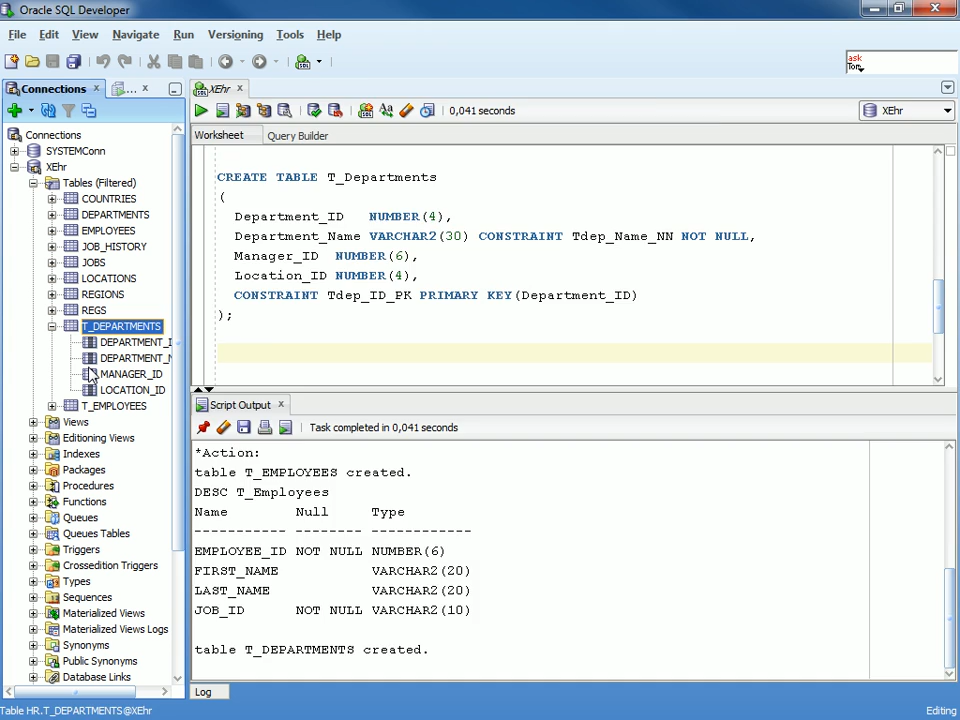 Oracle SQL Developer
File Edit View Navigate Run Versioning Tools Help
ask
Tom
Connections
...
XEhr
0,041 seconds
XEhr
Worksheet Query Builder
Connections
SYSTEMConn
XEhr
Tables (Filtered)
COUNTRIES
DEPARTMENTS
EMPLOYEES
JOB_HISTORY
JOBS
LOCATIONS
REGIONS
REGS
T_DEPARTMENTS
DEPARTMENT_I
DEPARTMENT_N
MANAGER_ID
LOCATION_ID
T_EMPLOYEES
Views
Editioning Views
Indexes
Packages
Procedures
Functions
Queues
Queues Tables
Triggers
Crossedition Triggers
Types
Sequences
Materialized Views
Materialized Views Logs
Synonyms
Public Synonyms
Database Links
CREATE TABLE T_Departments
(
Department_ID NUMBER(4),
Department_Name VARCHAR2(30) CONSTRAINT Tdep_Name_NN NOT NULL,
Manager_ID NUMBER(6),
Location_ID NUMBER(4),
CONSTRAINT Tdep_ID_PK PRIMARY KEY(Department_ID)
);
Script Output
Task completed in 0,041 seconds
*Action:
table T_EMPLOYEES created.
DESC T_Employees
Name Null Type
----------- -------- ------------
EMPLOYEE_ID NOT NULL NUMBER(6)
FIRST_NAME VARCHAR2(20)
LAST_NAME VARCHAR2(20)
JOB_ID NOT NULL VARCHAR2(10)
table T_DEPARTMENTS created.
Log
Table HR.T_DEPARTMENTS@XEhr
Editing